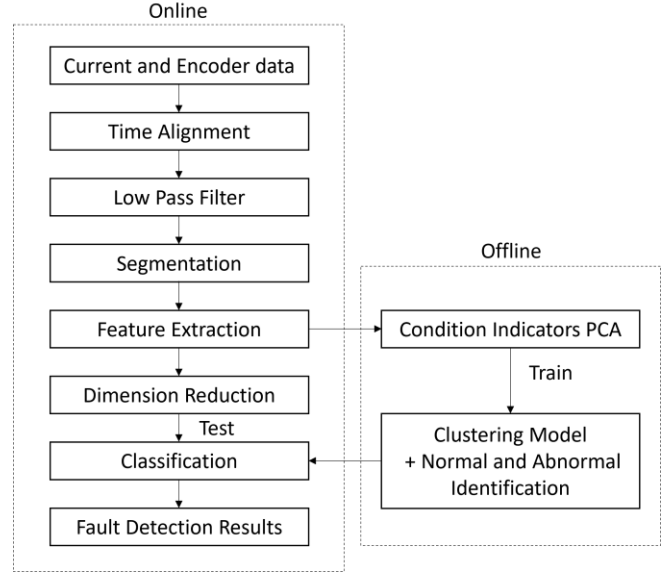 Online
Current and Encoder data
Time Alignment
Low Pass Filter
Segmentation
Feature Extraction
Dimension Reduction
Test
Classification
Fault Detection Results
Offline
Condition Indicators PCA
Train
Clustering Model
+ Normal and Abnormal
Identification